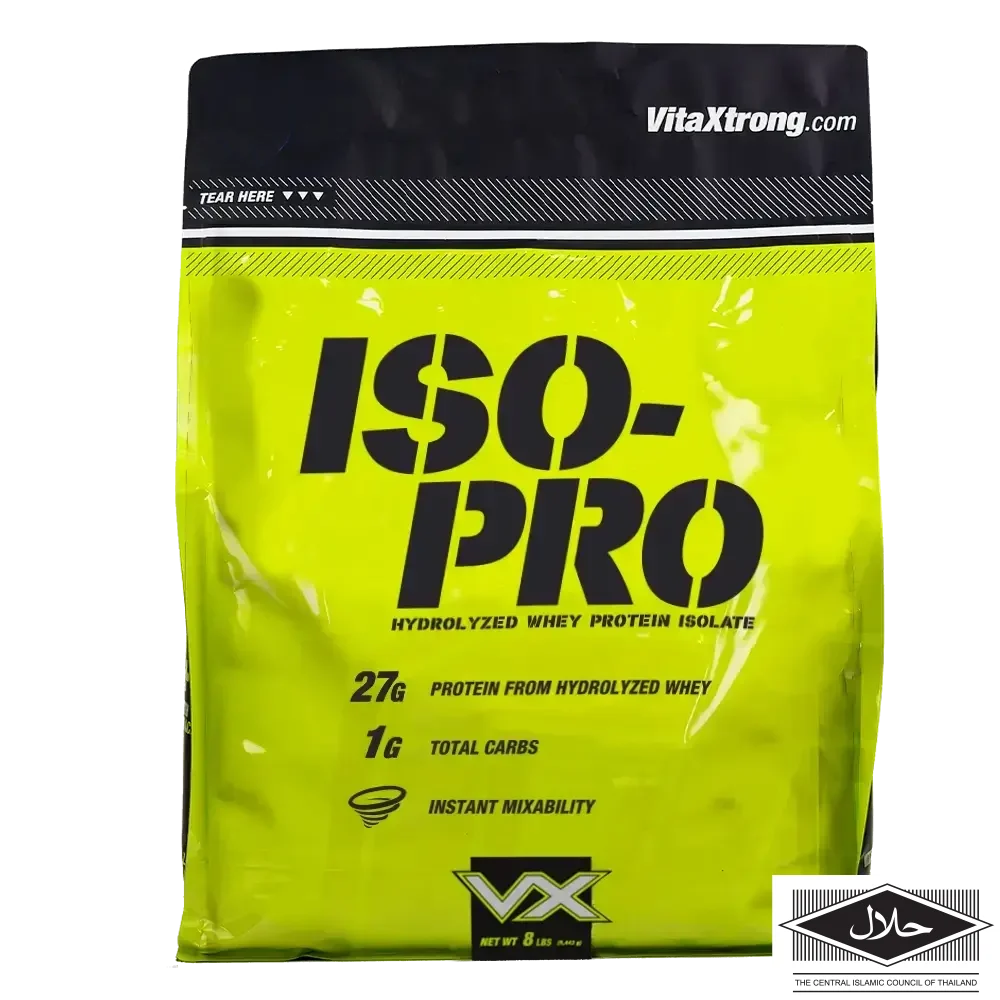 VitaXtrong.com
TEAR HERE
ISO-
PRO
HYDROLYZED WHEY PROTEIN ISOLATE
27G PROTEIN FROM HYDROLYZED WHEY
1G TOTAL CARBS
INSTANT MIXABILITY
VX
NET WT 8 LBS
حلال
THE CENTRAL ISLAMIC COUNCIL OF THAILAND